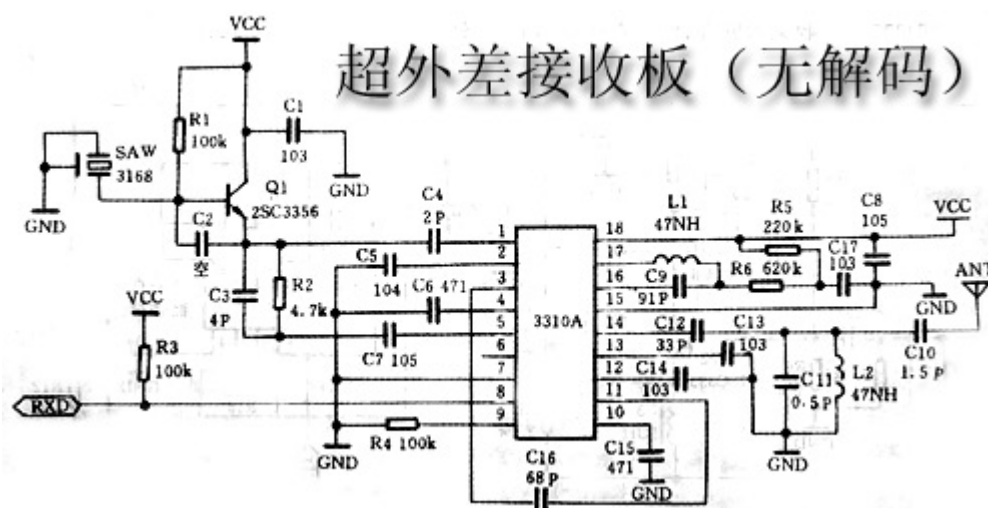 超外差接收板（无解码）
VCC
R1
100k
C1
103
GND
SAW
3168
GND
Q1
2SC3356
C2
空
C4
2P
C3
4P
R2
4.7k
C5
104
C6 471
C7 105
VCC
R3
100k
RXD
R4 100k
GND
1
2
3
4
5
6
7
8
9
3310A
18
17
16
15
14
13
12
11
10
L1
47NH
R5
220k
C8
105
VCC
C9
91P
R6 620k
C17
103
GND
ANT
C12
33P
C13
103
C14
103
C10
1.5P
C11
0.5P
L2
47NH
GND
C15
471
GND
C16
68P